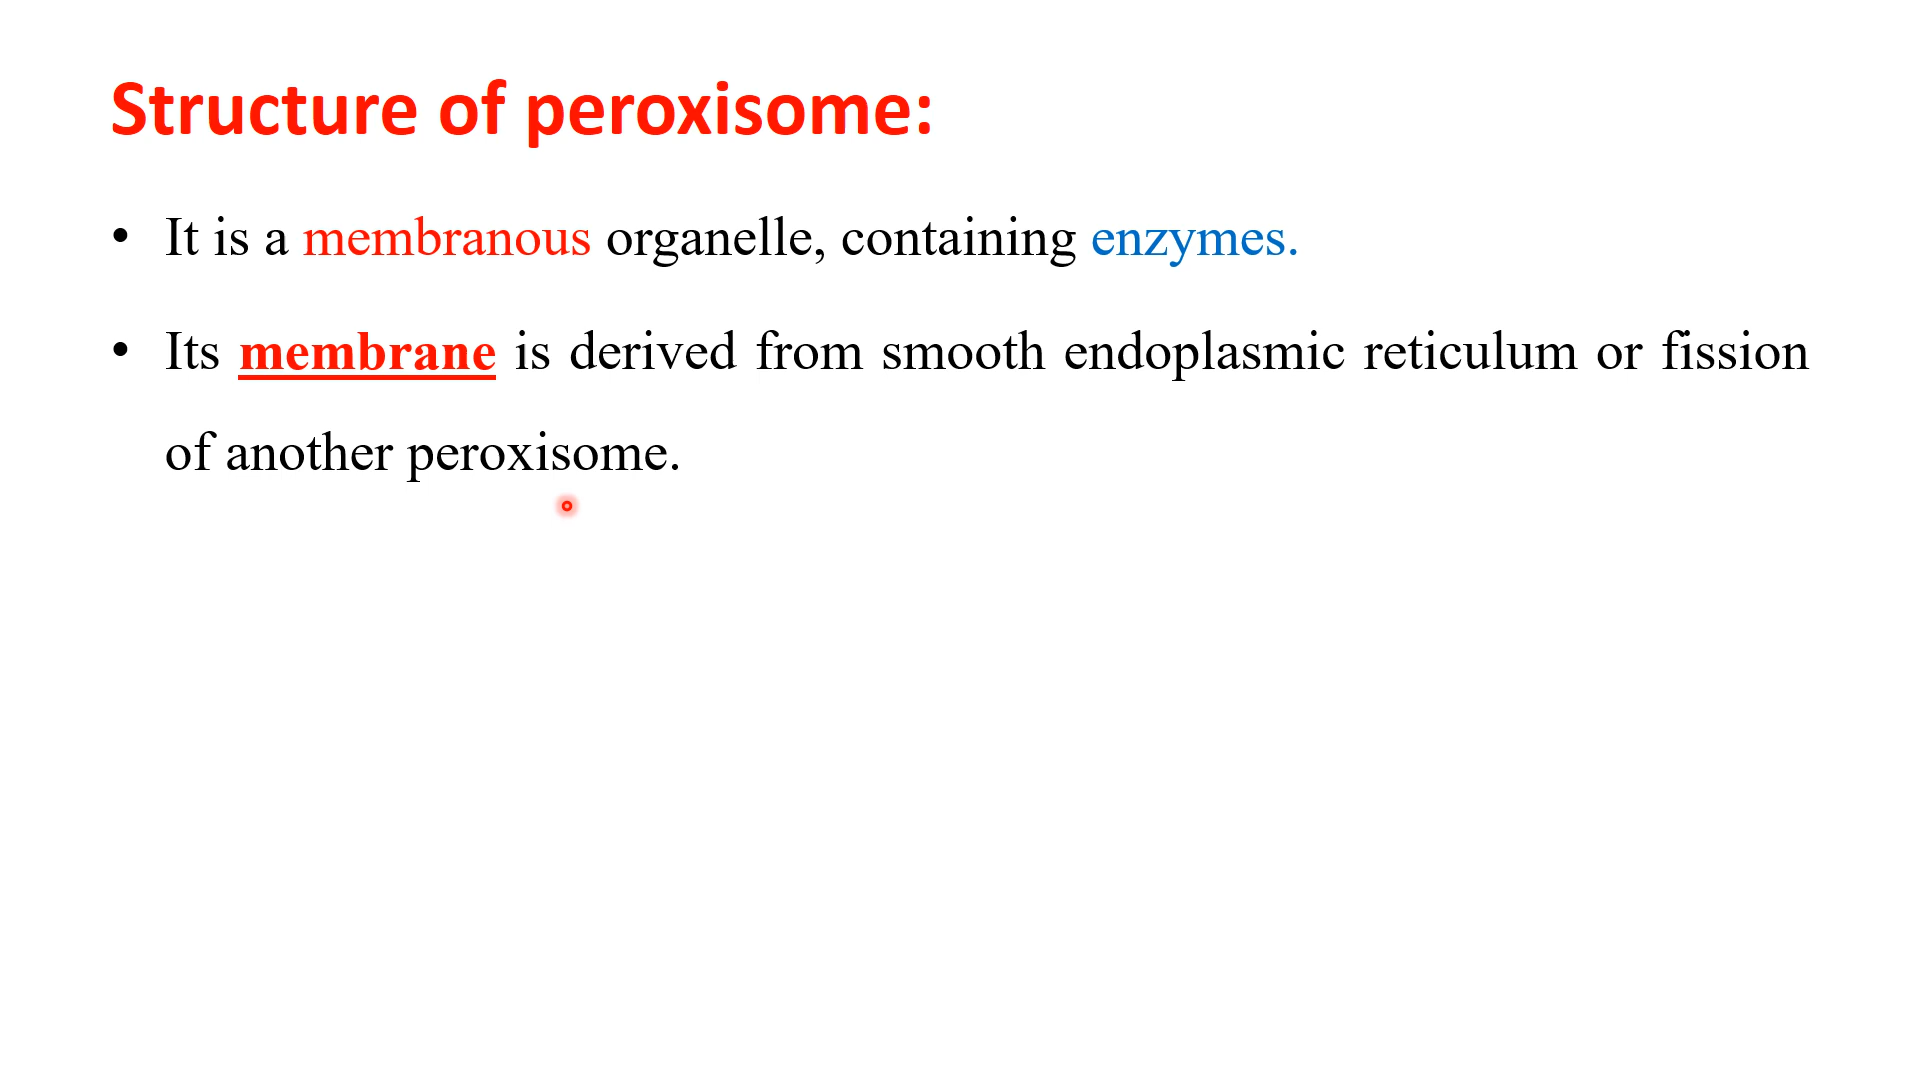 Structure of peroxisome:
• It is a membranous organelle, containing enzymes.
• Its membrane is derived from smooth endoplasmic reticulum or fission
of another peroxisome.